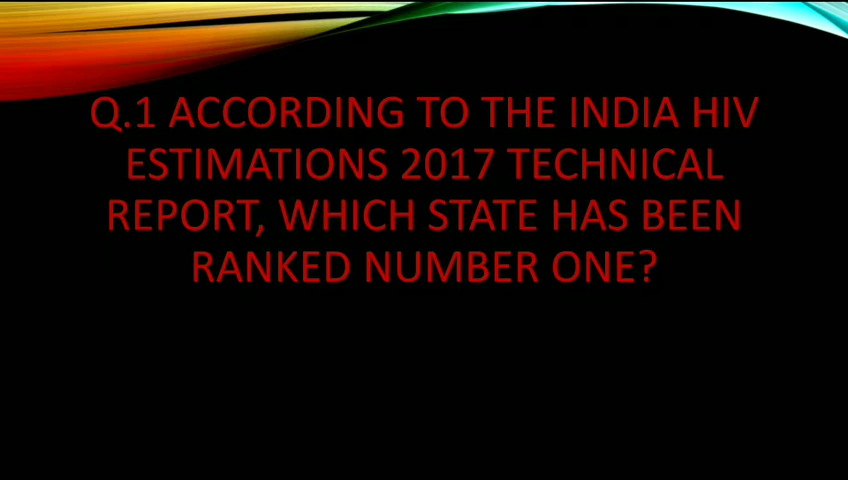 Q.1 ACCORDING TO THE INDIA HIV
ESTIMATIONS 2017 TECHNICAL
REPORT, WHICH STATE HAS BEEN
RANKED NUMBER ONE?